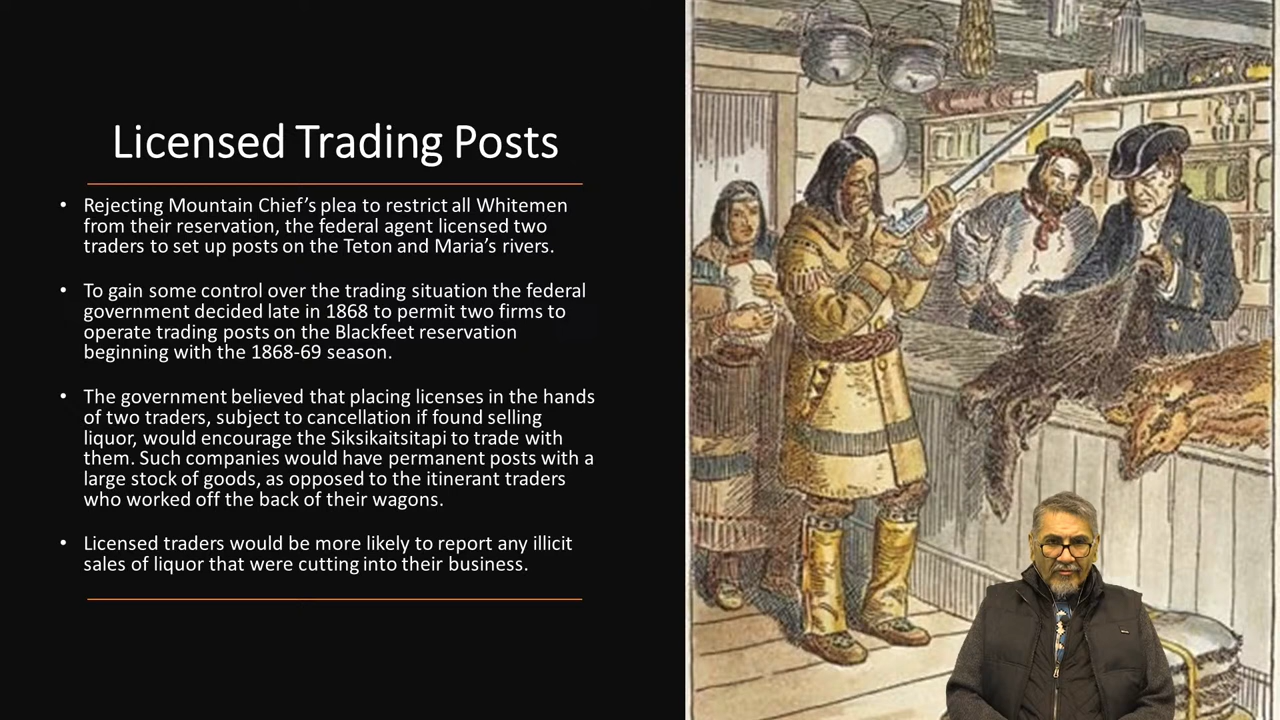 Licensed Trading Posts
• Rejecting Mountain Chief’s plea to restrict all Whitemen
from their reservation, the federal agent licensed two
traders to set up posts on the Teton and Maria’s rivers.
• To gain some control over the trading situation the federal
government decided late in 1868 to permit two firms to
operate trading posts on the Blackfeet reservation
beginning with the 1868-69 season.
• The government believed that placing licenses in the hands
of two traders, subject to cancellation if found selling
liquor, would encourage the Siksikaitsitapi to trade with
them. Such companies would have permanent posts with a
large stock of goods, as opposed to the itinerant traders
who worked off the back of their wagons.
• Licensed traders would be more likely to report any illicit
sales of liquor that were cutting into their business.